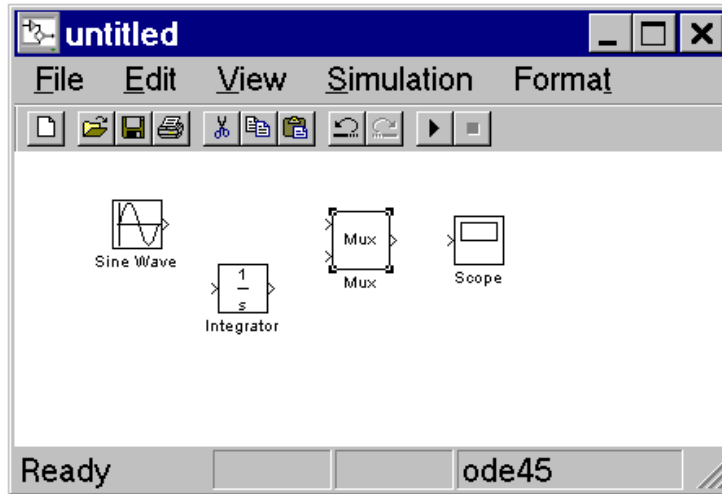 untitled
File Edit View Simulation Format
Sine Wave
1
s
Integrator
Mux
Mux
Scope
Ready ode45